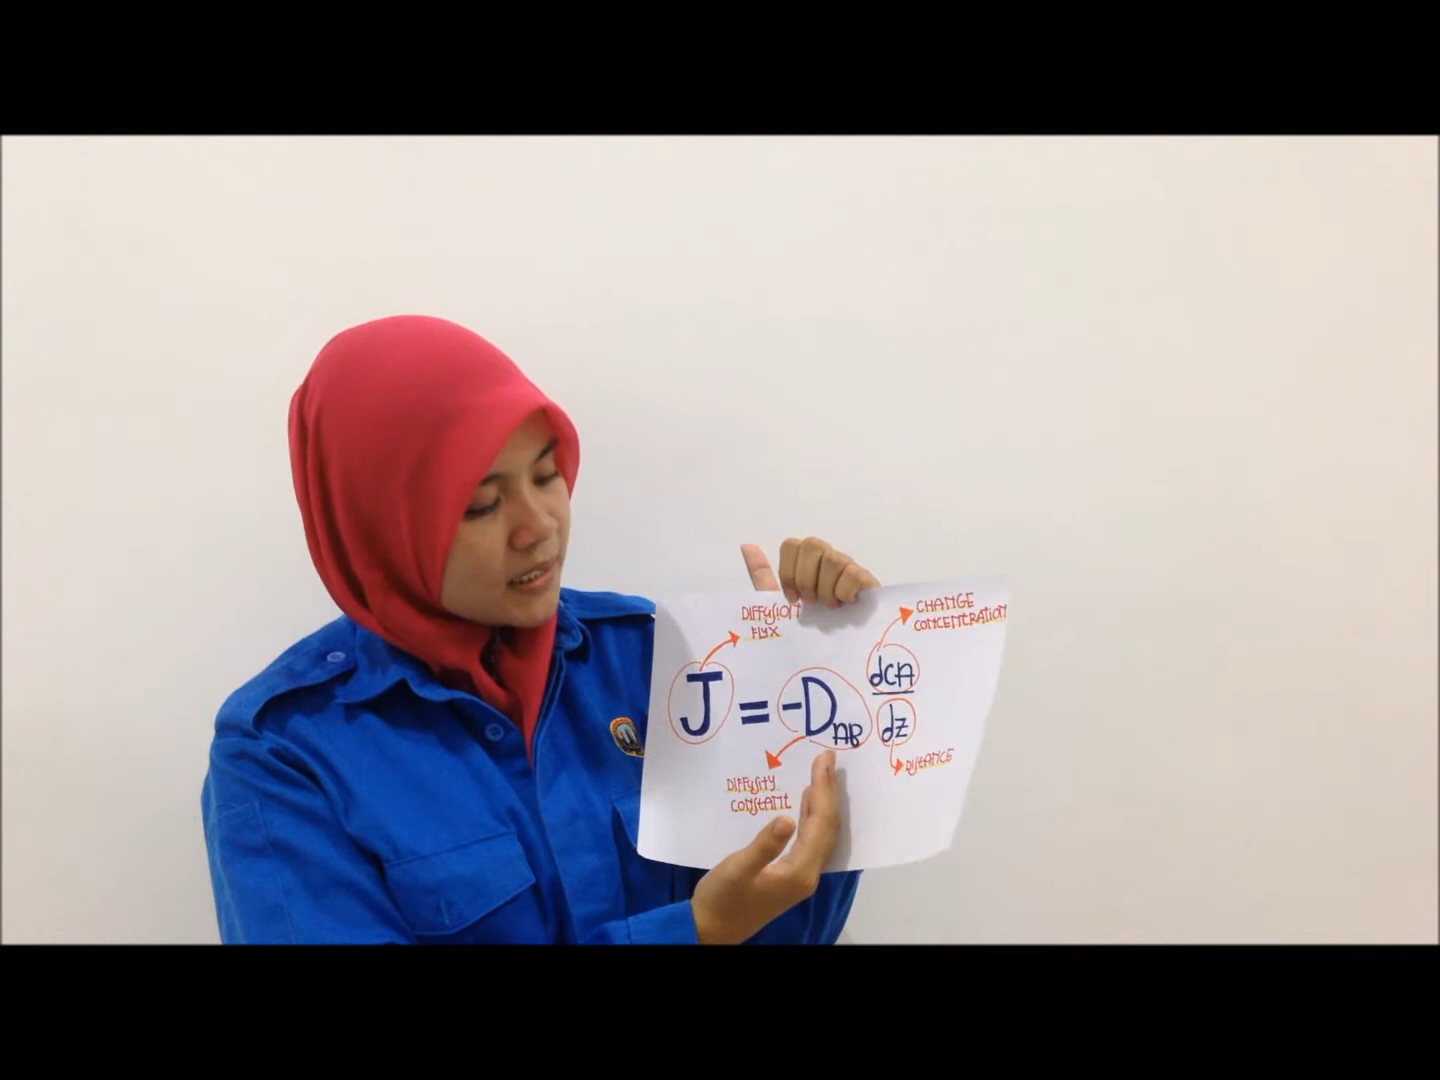 DIFFUSION
FLUX
CHANGE
CONCENTRATION
J = -DAB dCA
dz
DISTANCE
DIFFUSITY
CONSTANT